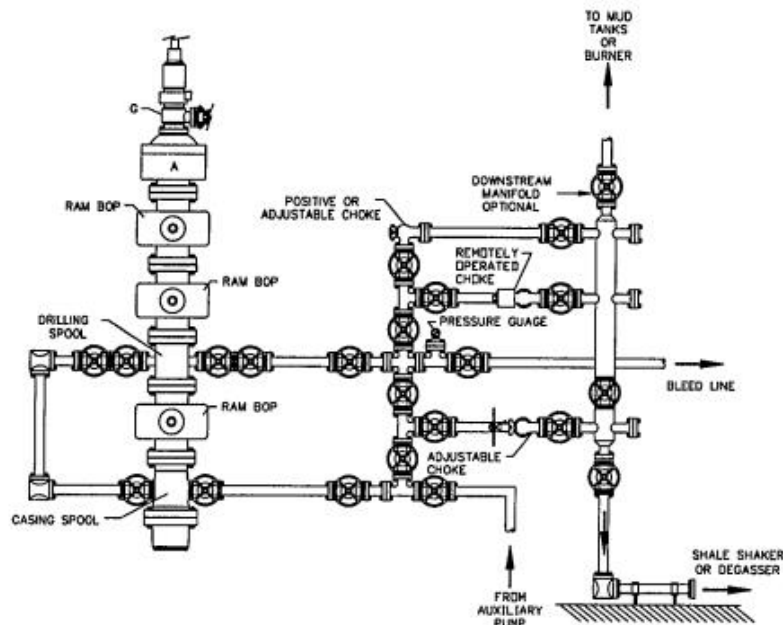 TO MUD
TANKS
OR
BURNER
G
A
RAM BOP
POSITIVE OR
ADJUSTABLE CHOKE
DOWNSTREAM
MANIFOLD
OPTIONAL
REMOTELY
OPERATED
CHOKE
RAM BOP
DRILLING
SPOOL
PRESSURE GUAGE
BLEED LINE
RAM BOP
ADJUSTABLE
CHOKE
CASING SPOOL
SHALE SHAKER
OR DEGASSER
FROM
AUXILIARY
PUMP